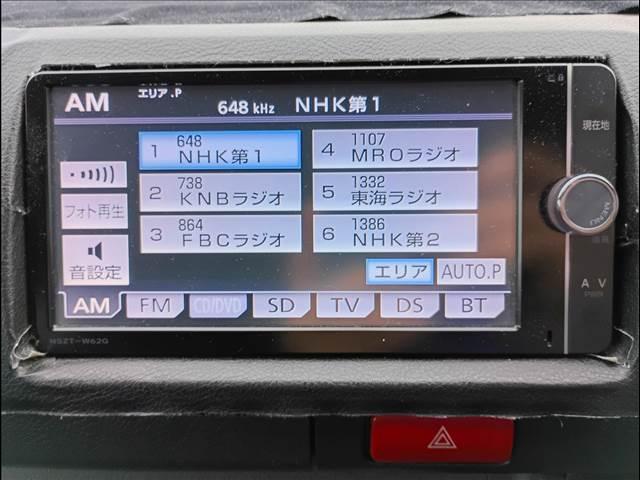 AM
エリア.P
648 kHz NHK第1
1 648 NHK第1
4 1107 MROラジオ
フォト再生
2 738 KNBラジオ
5 1332 東海ラジオ
音設定
3 864 FBCラジオ
6 1386 NHK第2
エリア AUTO.P
AM FM CD/DVD SD TV DS BT
NSZT-W62G
現在地
MENU
AV
PWR